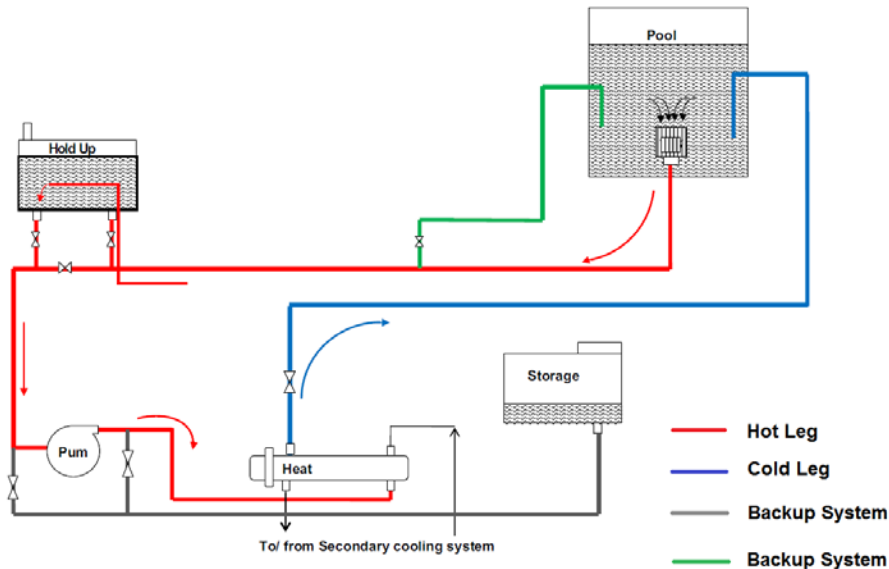 Pool
Hold Up
Storage
Pum
Heat
To/ from Secondary cooling system
Hot Leg
Cold Leg
Backup System
Backup System